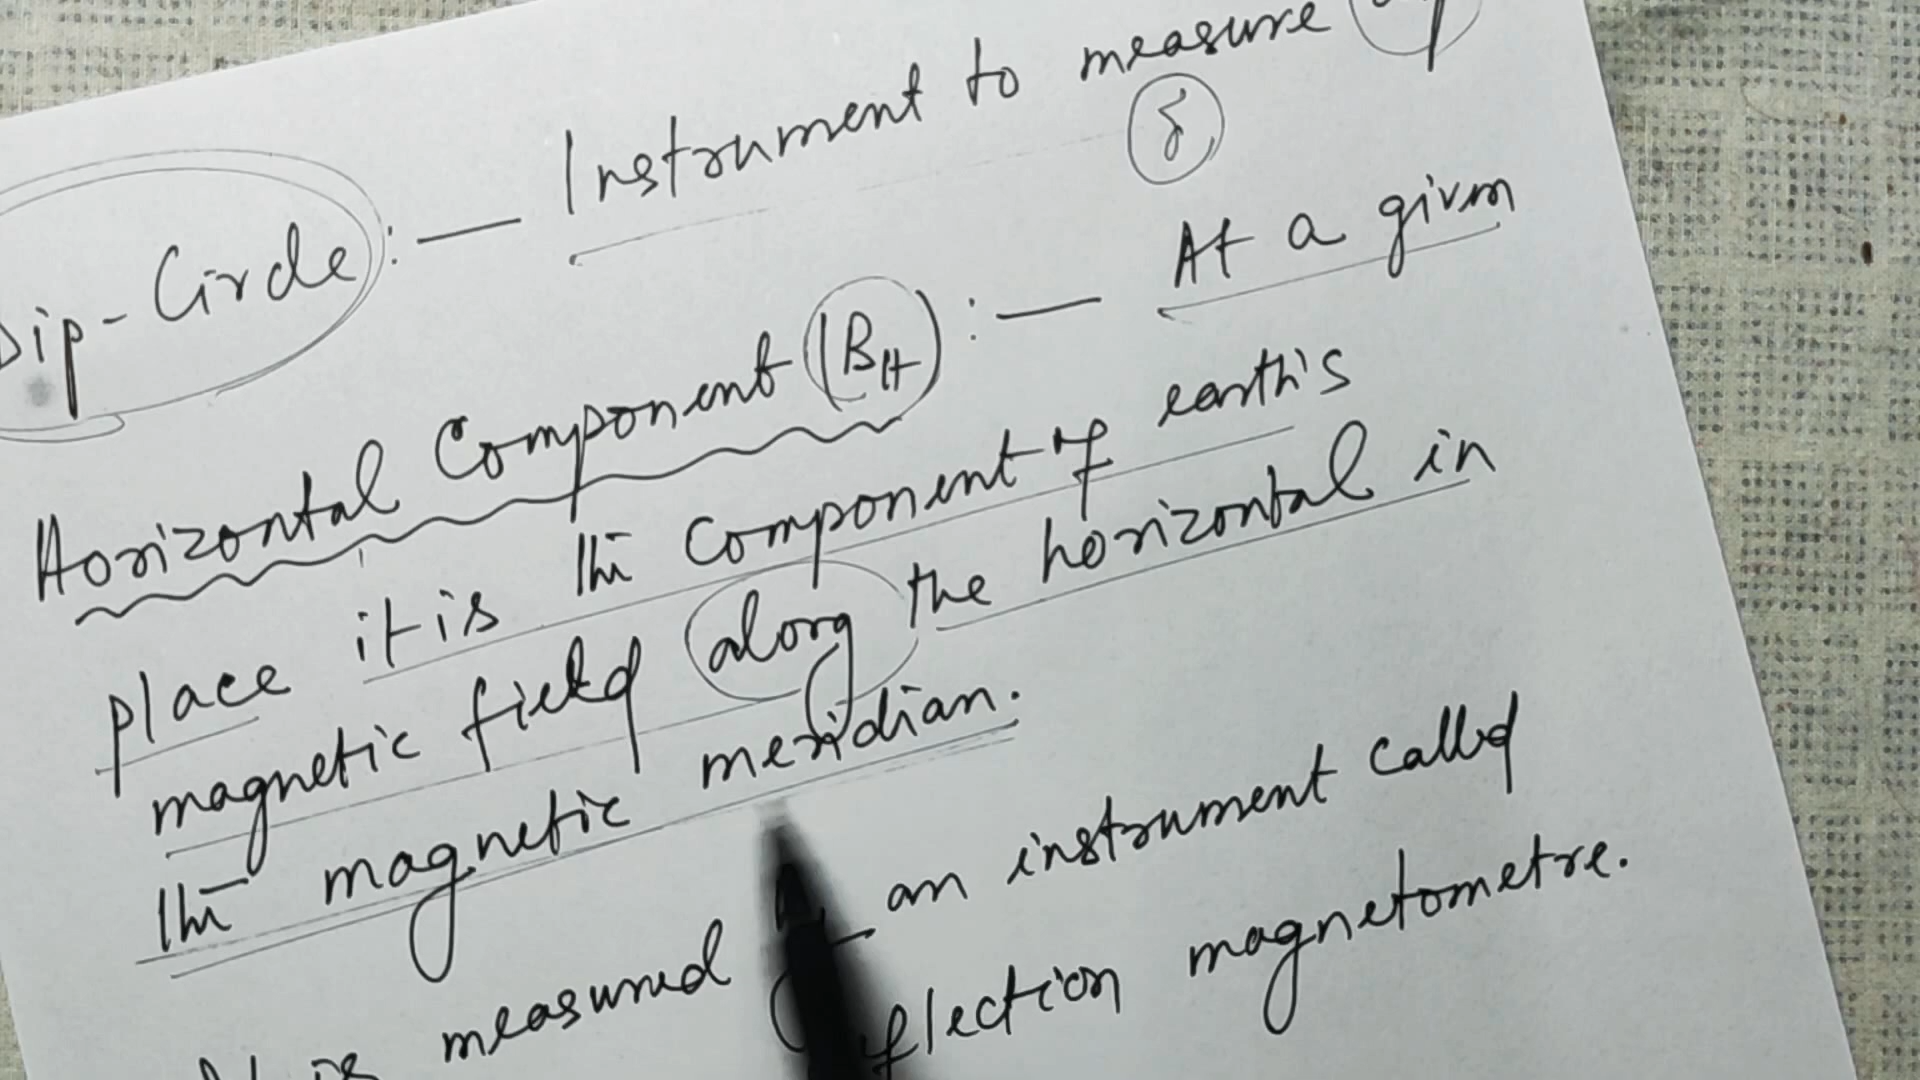 Dip-Circle :— Instrument to measure
δ
Horizontal Component (BH) :— At a given
place it is the component of earth's
magnetic field along the horizontal in
the magnetic meridian.
is measured an instrument called
flection magnetometre.